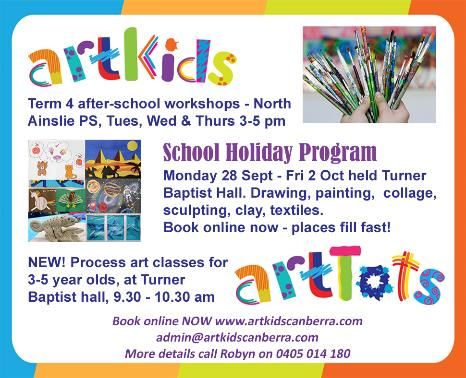 artkids
Term 4 after-school workshops - North
Ainslie PS, Tues, Wed & Thurs 3-5 pm
School Holiday Program
Monday 28 Sept - Fri 2 Oct held Turner
Baptist Hall. Drawing, painting, collage,
sculpting, clay, textiles.
Book online now - places fill fast!
NEW! Process art classes for
3-5 year olds, at Turner
Baptist hall, 9.30 - 10.30 am
artTots
Book online NOW www.artkidscanberra.com
admin@artkidscanberra.com
More details call Robyn on 0405 014 180